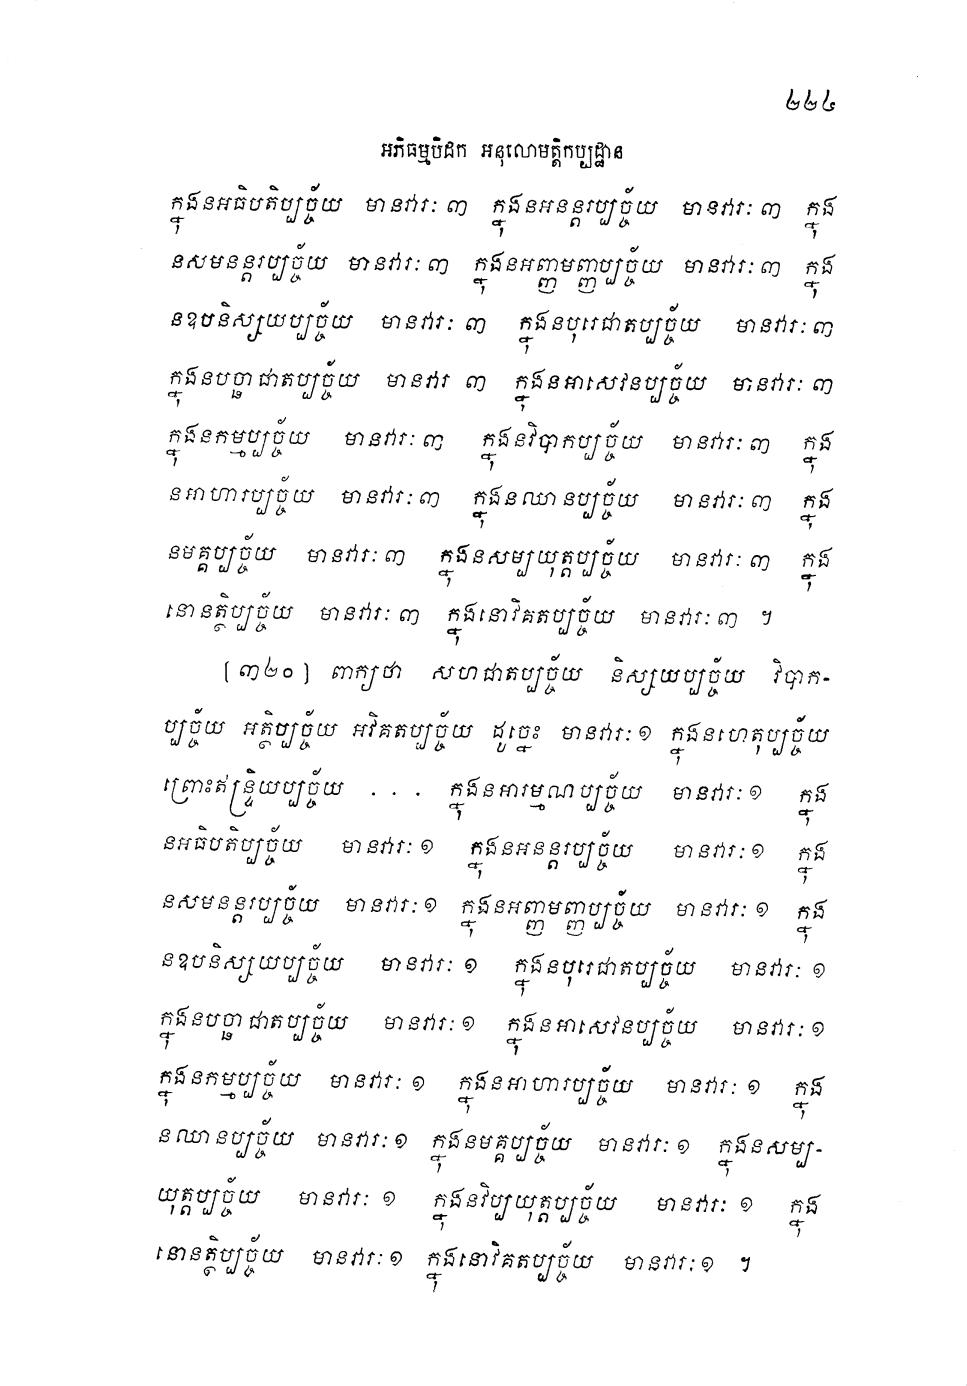 ២២៤
អភិធម្មបិដក អនុលោមត្តិកប្បដ្ឋាន
ក្នុងនអធិបតិប្បច្ច័យ មានវារៈ ៣ ក្នុងនអនន្តរប្បច្ច័យ មានវារៈ ៣ ក្នុង
នសមនន្តរប្បច្ច័យ មានវារៈ ៣ ក្នុងនអញ្ញមញ្ញប្បច្ច័យ មានវារៈ ៣ ក្នុង
នឧបនិស្សយប្បច្ច័យ មានវារៈ ៣ ក្នុងនបុរេជាតប្បច្ច័យ មានវារៈ ៣
ក្នុងនបច្ឆាជាតប្បច្ច័យ មានវារ ៣ ក្នុងនអាសេវនប្បច្ច័យ មានវារៈ ៣
ក្នុងនកម្មប្បច្ច័យ មានវារៈ ៣ ក្នុងនវិបាកប្បច្ច័យ មានវារៈ ៣ ក្នុង
នអាហារប្បច្ច័យ មានវារៈ ៣ ក្នុងនឈានប្បច្ច័យ មានវារៈ ៣ ក្នុង
នមគ្គប្បច្ច័យ មានវារៈ ៣ ក្នុងនសម្បយុត្តប្បច្ច័យ មានវារៈ ៣ ក្នុង
នោនត្ថិប្បច្ច័យ មានវារៈ ៣ ក្នុងនោវិគតប្បច្ច័យ មានវារៈ ៣ ។
[៣២០] ពាក្យថា សហជាតប្បច្ច័យ និស្សយប្បច្ច័យ វិបាក-
ប្បច្ច័យ អត្ថិប្បច្ច័យ អវិគតប្បច្ច័យ ដូច្នេះ មានវារៈ ១ ក្នុងនហេតុប្បច្ច័យ
ព្រោះឥន្ទ្រិយប្បច្ច័យ . . . ក្នុងនអារម្មណប្បច្ច័យ មានវារៈ ១ ក្នុង
នអធិបតិប្បច្ច័យ មានវារៈ ១ ក្នុងនអនន្តរប្បច្ច័យ មានវារៈ ១ ក្នុង
នសមនន្តរប្បច្ច័យ មានវារៈ ១ ក្នុងនអញ្ញមញ្ញប្បច្ច័យ មានវារៈ ១ ក្នុង
នឧបនិស្សយប្បច្ច័យ មានវារៈ ១ ក្នុងនបុរេជាតប្បច្ច័យ មានវារៈ ១
ក្នុងនបច្ឆាជាតប្បច្ច័យ មានវារៈ ១ ក្នុងនអាសេវនប្បច្ច័យ មានវារៈ ១
ក្នុងនកម្មប្បច្ច័យ មានវារៈ ១ ក្នុងនអាហារប្បច្ច័យ មានវារៈ ១ ក្នុង
នឈានប្បច្ច័យ មានវារៈ ១ ក្នុងនមគ្គប្បច្ច័យ មានវារៈ ១ ក្នុងនសម្ប-
យុត្តប្បច្ច័យ មានវារៈ ១ ក្នុងនវិប្បយុត្តប្បច្ច័យ មានវារៈ ១ ក្នុង
នោនត្ថិប្បច្ច័យ មានវារៈ ១ ក្នុងនោវិគតប្បច្ច័យ មានវារៈ ១ ។